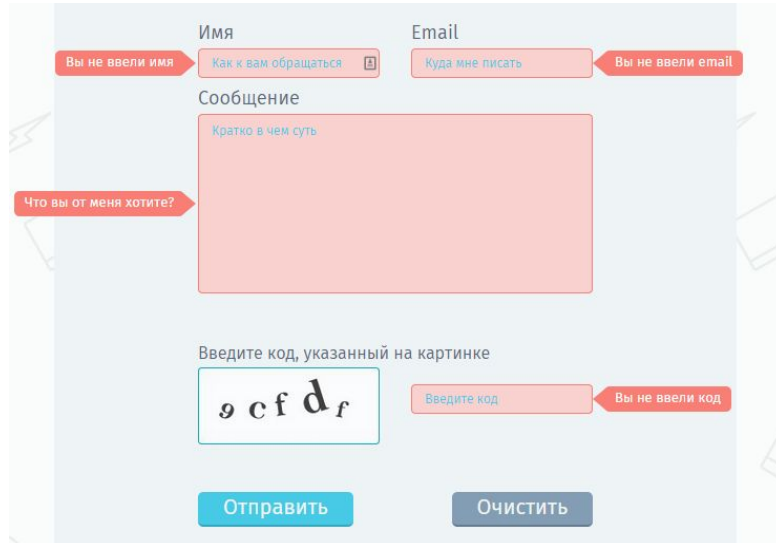 Имя
Email
Вы не ввели имя
Как к вам обращаться
Куда мне писать
Вы не ввели email
Сообщение
Кратко в чем суть
Что вы от меня хотите?
Введите код, указанный на картинке
9cfdf
Введите код
Вы не ввели код
Отправить
Очистить